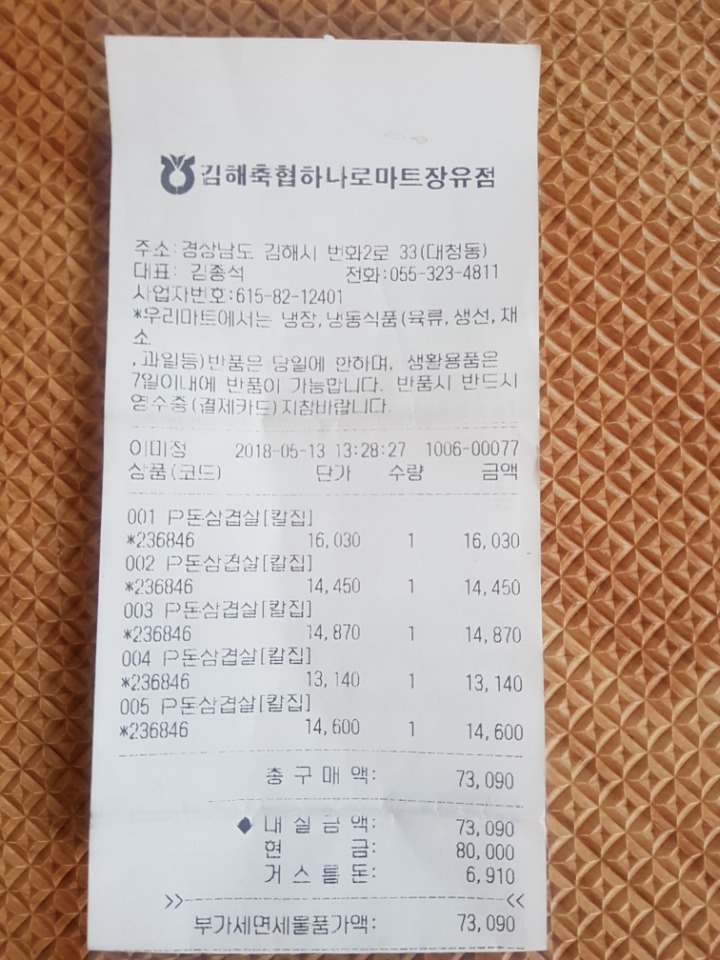 김해축협하나로마트장유점
주소:경상남도 김해시 번화2로 33(대청동)
대표: 김종석 전화:055-323-4811
사업자번호:615-82-12401
*우리마트에서는 냉장,냉동식품(육류,생선,채
소
,과일등)반품은 당일에 한하며, 생활용품은
7일이내에 반품이 가능합니다. 반품시 반드시
영수증(결제카드)지참바랍니다.
이미정 2018-05-13 13:28:27 1006-00077
상품(코드) 단가 수량 금액
001 P돈삼겹살[칼집]
*236846 16,030 1 16,030
002 P돈삼겹살[칼집]
*236846 14,450 1 14,450
003 P돈삼겹살[칼집]
*236846 14,870 1 14,870
004 P돈삼겹살[칼집]
*236846 13,140 1 13,140
005 P돈삼겹살[칼집]
*236846 14,600 1 14,600
총 구 매 액: 73,090
◆ 내 실 금 액: 73,090
현 금: 80,000
거 스 름 돈: 6,910
>>------<<
부가세면세물품가액: 73,090